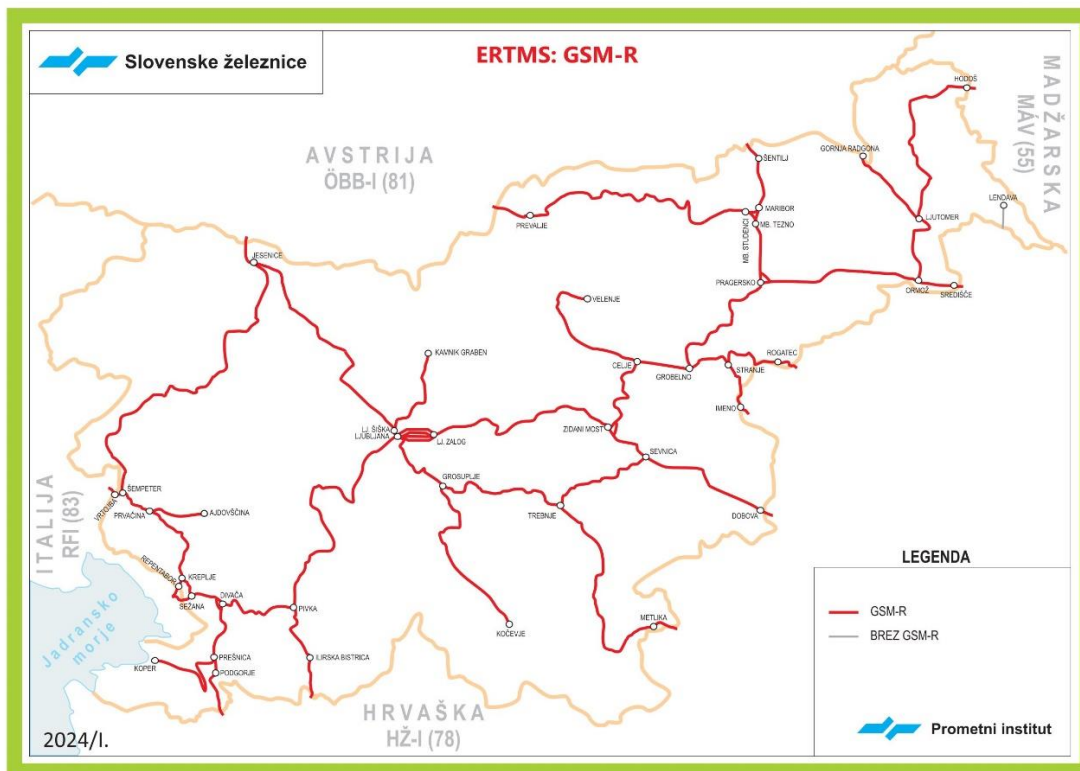 Slovenske železnice
ERTMS: GSM-R
MADŽARSKA
MÁV (55)
HODOŠ
AVSTRIJA
ÖBB-I (81)
GORNJA RADGONA
ŠENTILJ
LENDAVA
PREVALJE
MARIBOR
MB. STUDENCI
MB. TEZNO
LJUTOMER
JESENICE
PRAGERSKO
ORMOŽ
SREDIŠČE
VELENJE
KAVNIK GRABEN
CELJE
GROBELNO
STRANJE
ROGATEC
IMENO
LJ. ŠIŠKA
LJUBLJANA
LJ. ZALOG
ZIDANI MOST
SEVNICA
ITALIJA
RFI (83)
ŠEMPETER
VRTOJBA
PRVAČINA
AJDOVŠČINA
GROSUPLJE
TREBNJE
DOBOVA
REPENTABOR
KREPLJE
SEŽANA
DIVAČA
PIVKA
KOČEVJE
METLIKA
Jadransko
morje
KOPER
PREŠNICA
PODGORJE
ILIRSKA BISTRICA
HRVAŠKA
HŽ-I (78)
LEGENDA
GSM-R
BREZ GSM-R
2024/I.
Prometni institut